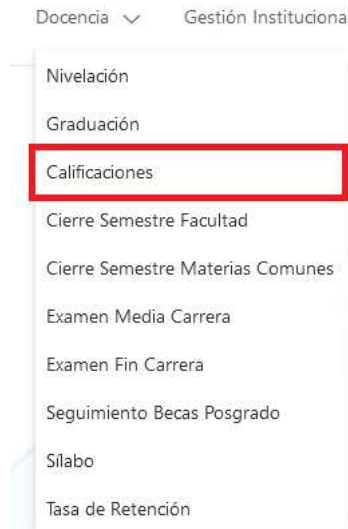 Docencia Gestión Instituciona
Nivelación
Graduación
Calificaciones
Cierre Semestre Facultad
Cierre Semestre Materias Comunes
Examen Media Carrera
Examen Fin Carrera
Seguimiento Becas Posgrado
Sílabo
Tasa de Retención